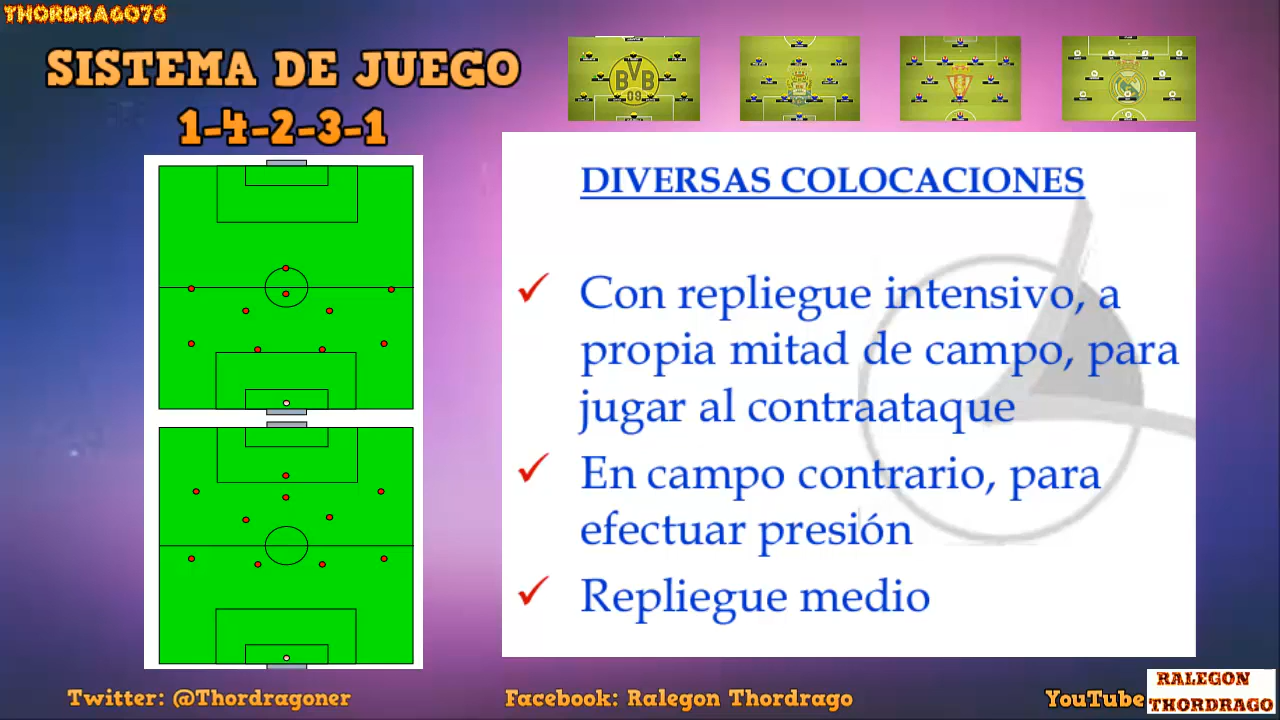 THORDRAGO76
SISTEMA DE JUEGO
1-4-2-3-1
BVB
09
DIVERSAS COLOCACIONES
Con repliegue intensivo, a
propia mitad de campo, para
jugar al contraataque
En campo contrario, para
efectuar presión
Repliegue medio
Twitter: @Thordragoner
Facebook: Ralegon Thordrago
YouTube
RALEGON
THORDRAGO